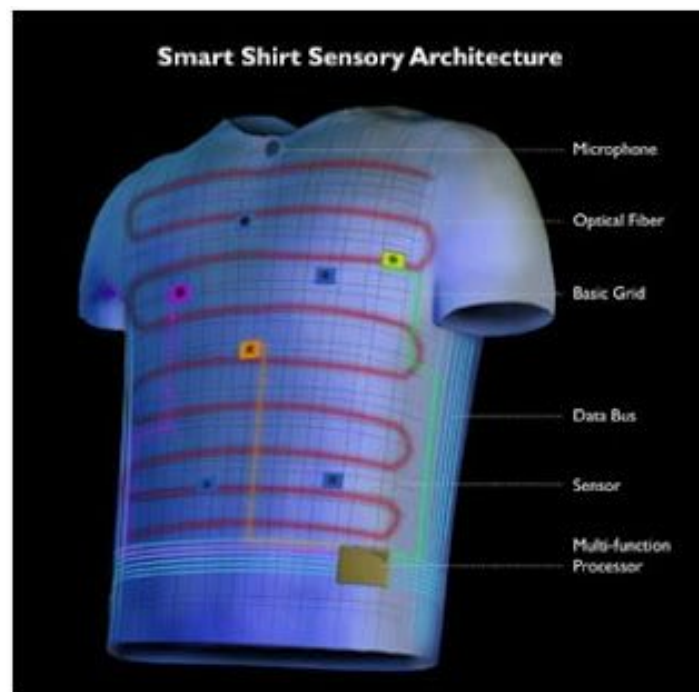 Smart Shirt Sensory Architecture
Microphone
Optical Fiber
Basic Grid
Data Bus
Sensor
Multi-function
Processor